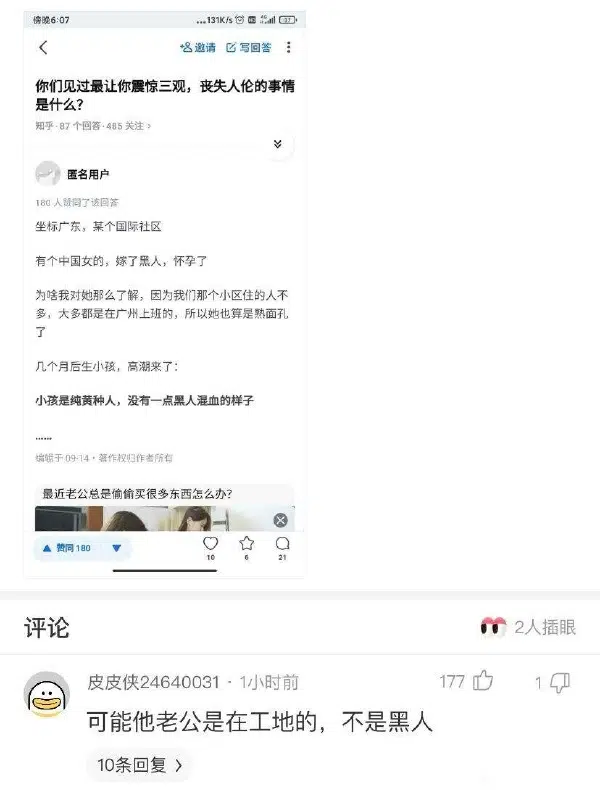 傍晚6:07
...131K/s
邀请 写回答
你们见过最让你震惊三观，丧失人伦的事情
是什么？
知乎 · 87 个回答 · 465 关注 >
匿名用户
180 人赞同了该回答
坐标广东，某个国际社区
有个中国女的，嫁了黑人，怀孕了
为啥我对她那么了解，因为我们那个小区住的人不
多，大多都是在广州上班的，所以她也算是熟面孔
了
几个月后生小孩，高潮来了：
小孩是纯黄种人，没有一点黑人混血的样子
......
编辑于 09-14 · 著作权归作者所有
最近老公总是偷偷买很多东西怎么办？
赞同 180
10 6 21
评论
2人插眼
皮皮侠24640031 · 1小时前
177
1
可能他老公是在工地的，不是黑人
10条回复 >